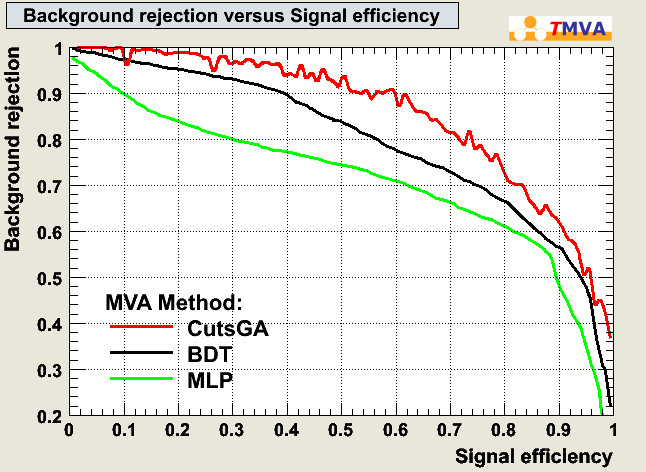 Background rejection versus Signal efficiency
TMVA
Background rejection
1
0.9
0.8
0.7
0.6
0.5
0.4
0.3
0.2
MVA Method:
CutsGA
BDT
MLP
0 0.1 0.2 0.3 0.4 0.5 0.6 0.7 0.8 0.9 1
Signal efficiency